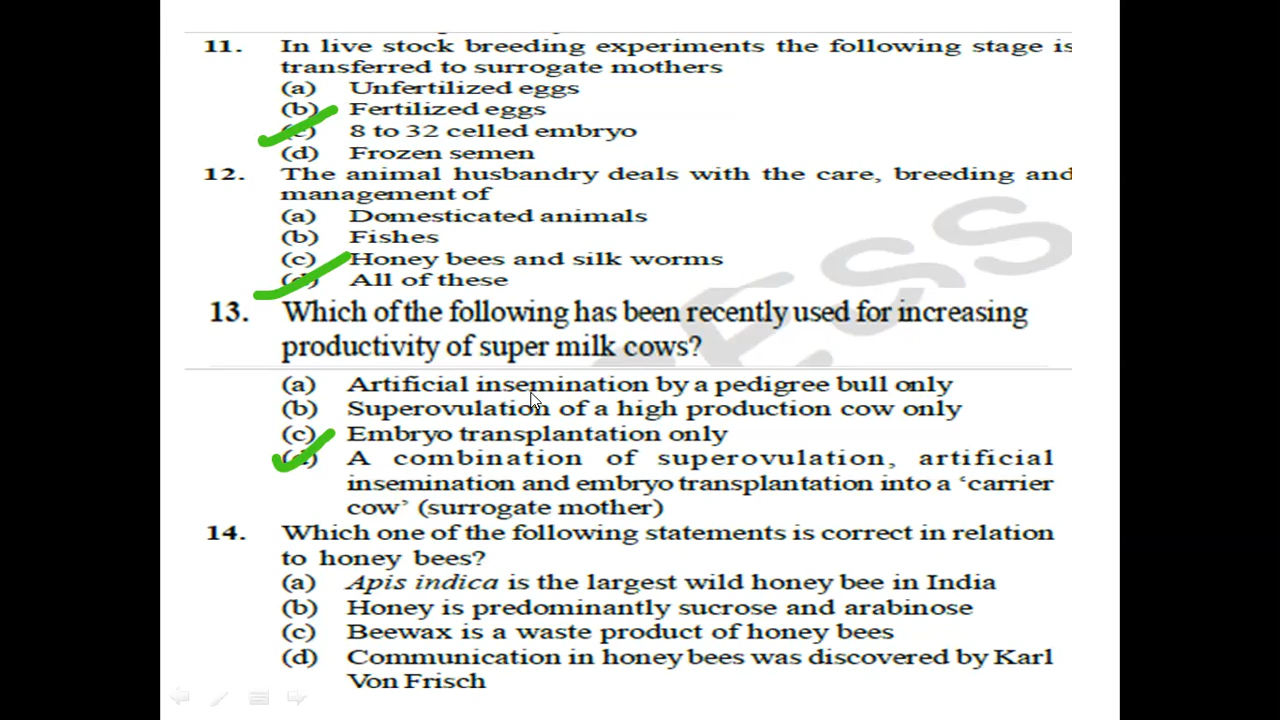 11. In live stock breeding experiments the following stage is
transferred to surrogate mothers
(a) Unfertilized eggs
(b) Fertilized eggs
(c) 8 to 32 celled embryo
(d) Frozen semen
12. The animal husbandry deals with the care, breeding and
management of
(a) Domesticated animals
(b) Fishes
(c) Honey bees and silk worms
(d) All of these
13. Which of the following has been recently used for increasing
productivity of super milk cows?
(a) Artificial insemination by a pedigree bull only
(b) Superovulation of a high production cow only
(c) Embryo transplantation only
(d) A combination of superovulation, artificial
insemination and embryo transplantation into a ‘carrier
cow’ (surrogate mother)
14. Which one of the following statements is correct in relation
to honey bees?
(a) Apis indica is the largest wild honey bee in India
(b) Honey is predominantly sucrose and arabinose
(c) Beewax is a waste product of honey bees
(d) Communication in honey bees was discovered by Karl
Von Frisch